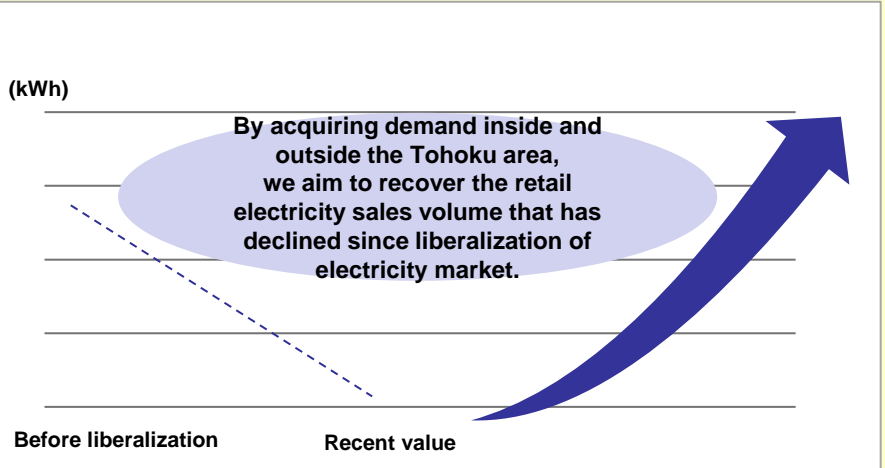 (kWh)
By acquiring demand inside and
outside the Tohoku area,
we aim to recover the retail
electricity sales volume that has
declined since liberalization of
electricity market.
Before liberalization
Recent value